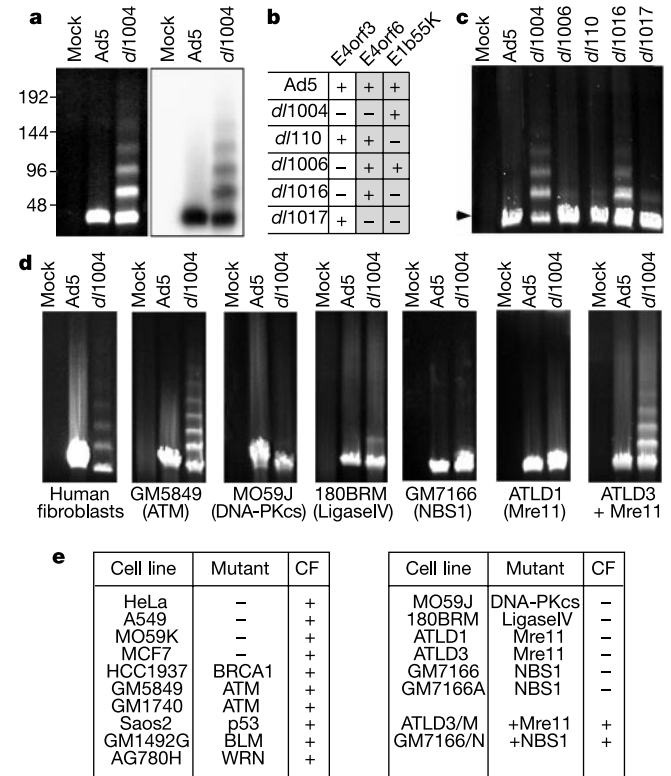 a
Mock Ad5 dl1004 Mock Ad5 dl1004
192
144
96
48
b
E4orf3 E4orf6 E1b55K
Ad5 + + +
dl1004 – – +
dl110 + + –
dl1006 – + +
dl1016 – + –
dl1017 + – –
c
Mock Ad5 dl1004 dl1006 dl110 dl1016 dl1017
d
Mock Ad5 dl1004 Mock Ad5 dl1004 Mock Ad5 dl1004 Mock Ad5 dl1004 Mock Ad5 dl1004 Mock Ad5 dl1004 Mock Ad5 dl1004
Human fibroblasts
GM5849 (ATM)
MO59J (DNA-PKcs)
180BRM (LigaseIV)
GM7166 (NBS1)
ATLD1 (Mre11)
ATLD3 + Mre11
e
Cell line Mutant CF
HeLa – +
A549 – +
MO59K – +
MCF7 – +
HCC1937 BRCA1 +
GM5849 ATM +
GM1740 ATM +
Saos2 p53 +
GM1492G BLM +
AG780H WRN +
Cell line Mutant CF
MO59J DNA-PKcs –
180BRM LigaseIV –
ATLD1 Mre11 –
ATLD3 Mre11 –
GM7166 NBS1 –
GM7166A NBS1 –
ATLD3/M +Mre11 +
GM7166/N +NBS1 +